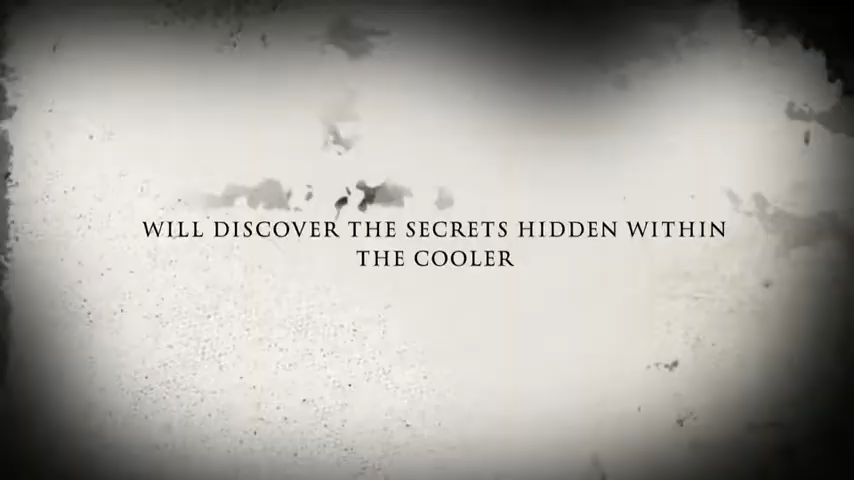 WILL DISCOVER THE SECRETS HIDDEN WITHIN
THE COOLER